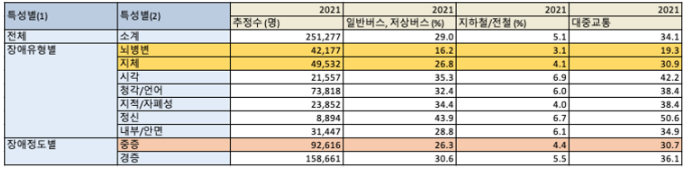 특성별(1) 특성별(2) 2021 2021 2021 2021
추정수 (명) 일반버스, 저상버스 (%) 지하철/전철 (%) 대중교통
전체 소계 251,277 29.0 5.1 34.1
장애유형별 뇌병변 42,177 16.2 3.1 19.3
지체 49,532 26.8 4.1 30.9
시각 21,557 35.3 6.9 42.2
청각/언어 73,818 32.4 6.0 38.4
지적/자폐성 23,852 34.4 4.0 38.4
정신 8,894 43.9 6.7 50.6
내부/안면 31,447 28.8 6.1 34.9
장애정도별 중증 92,616 26.3 4.4 30.7
경증 158,661 30.6 5.5 36.1